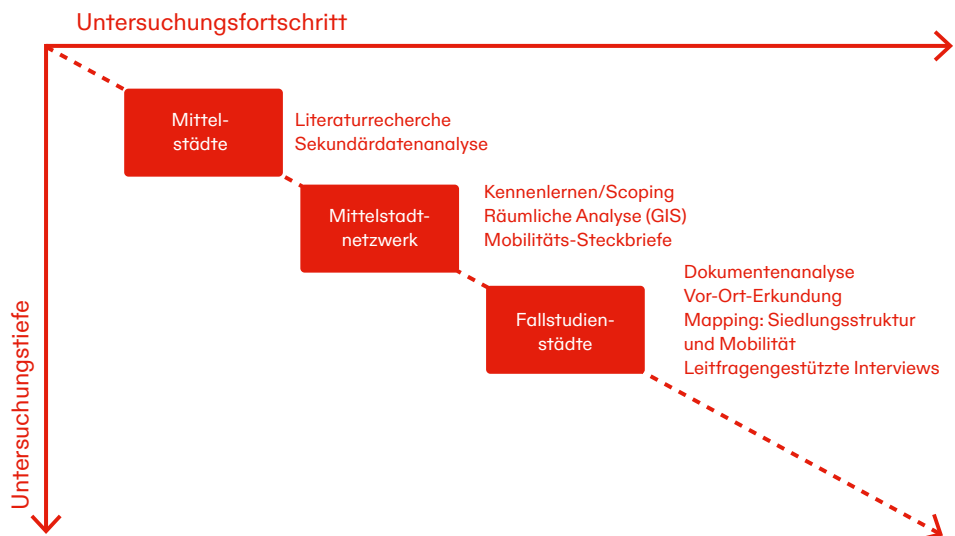 Untersuchungsfortschritt
Untersuchungstiefe
Mittel-
städte
Literaturrecherche
Sekundärdatenanalyse
Mittelstadt-
netzwerk
Kennenlernen/Scoping
Räumliche Analyse (GIS)
Mobilitäts-Steckbriefe
Fallstudien-
städte
Dokumentenanalyse
Vor-Ort-Erkundung
Mapping: Siedlungsstruktur
und Mobilität
Leitfragengestützte Interviews